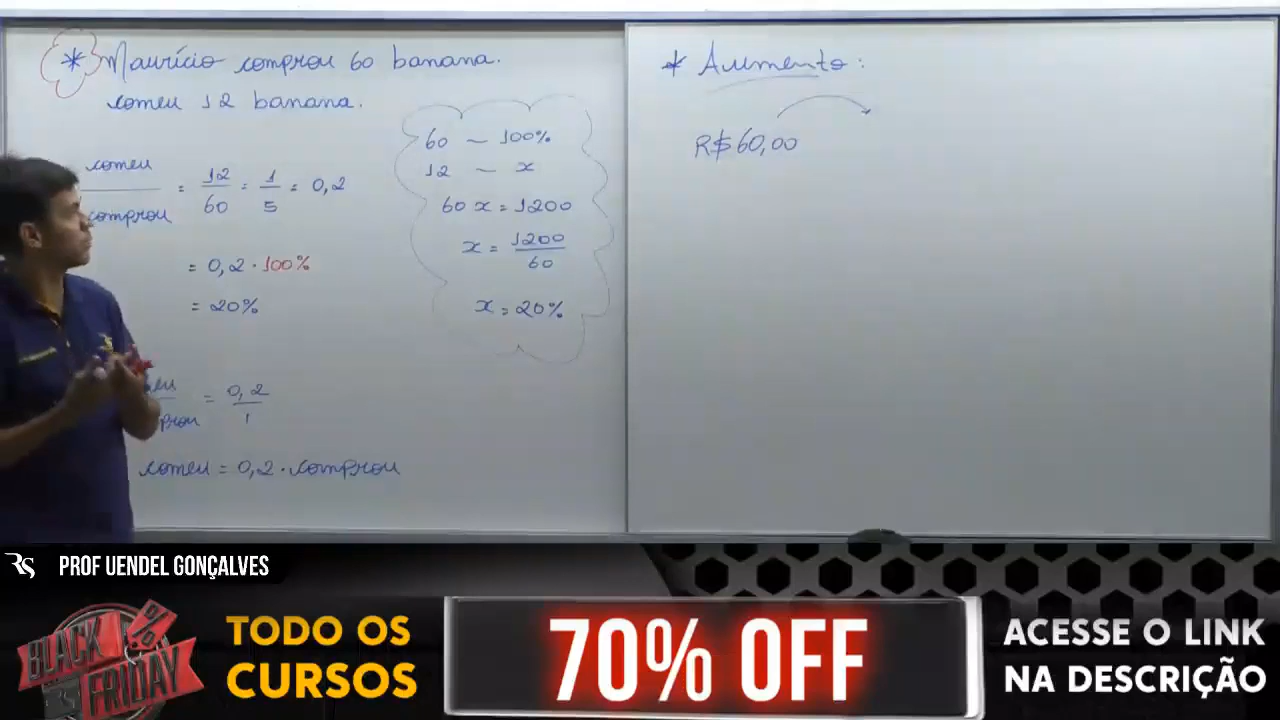 * Maurício comprou 60 banana.
comeu 12 banana.
comeu
comprou
= 12/60 = 1/5 = 0,2
= 0,2 · 100%
= 20%
= 0,2/1
comeu = 0,2 · comprou
60 — 100%
12 — x
60 x = 1200
x = 1200/60
x = 20%
* Aumento:
R$ 60,00
RS PROF UENDEL GONÇALVES
BLACK FRIDAY
TODO OS CURSOS
70% OFF
ACESSE O LINK
NA DESCRIÇÃO